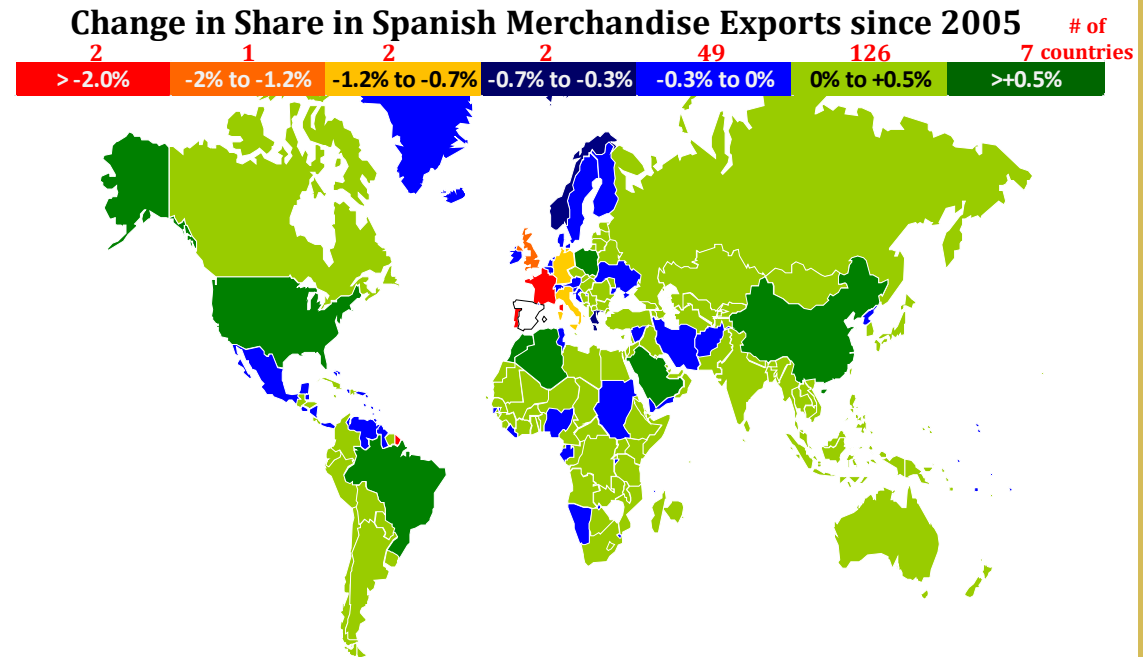 Change in Share in Spanish Merchandise Exports since 2005 # of
2 1 2 2 49 126 7 countries
> -2.0% -2% to -1.2% -1.2% to -0.7% -0.7% to -0.3% -0.3% to 0% 0% to +0.5% >+0.5%